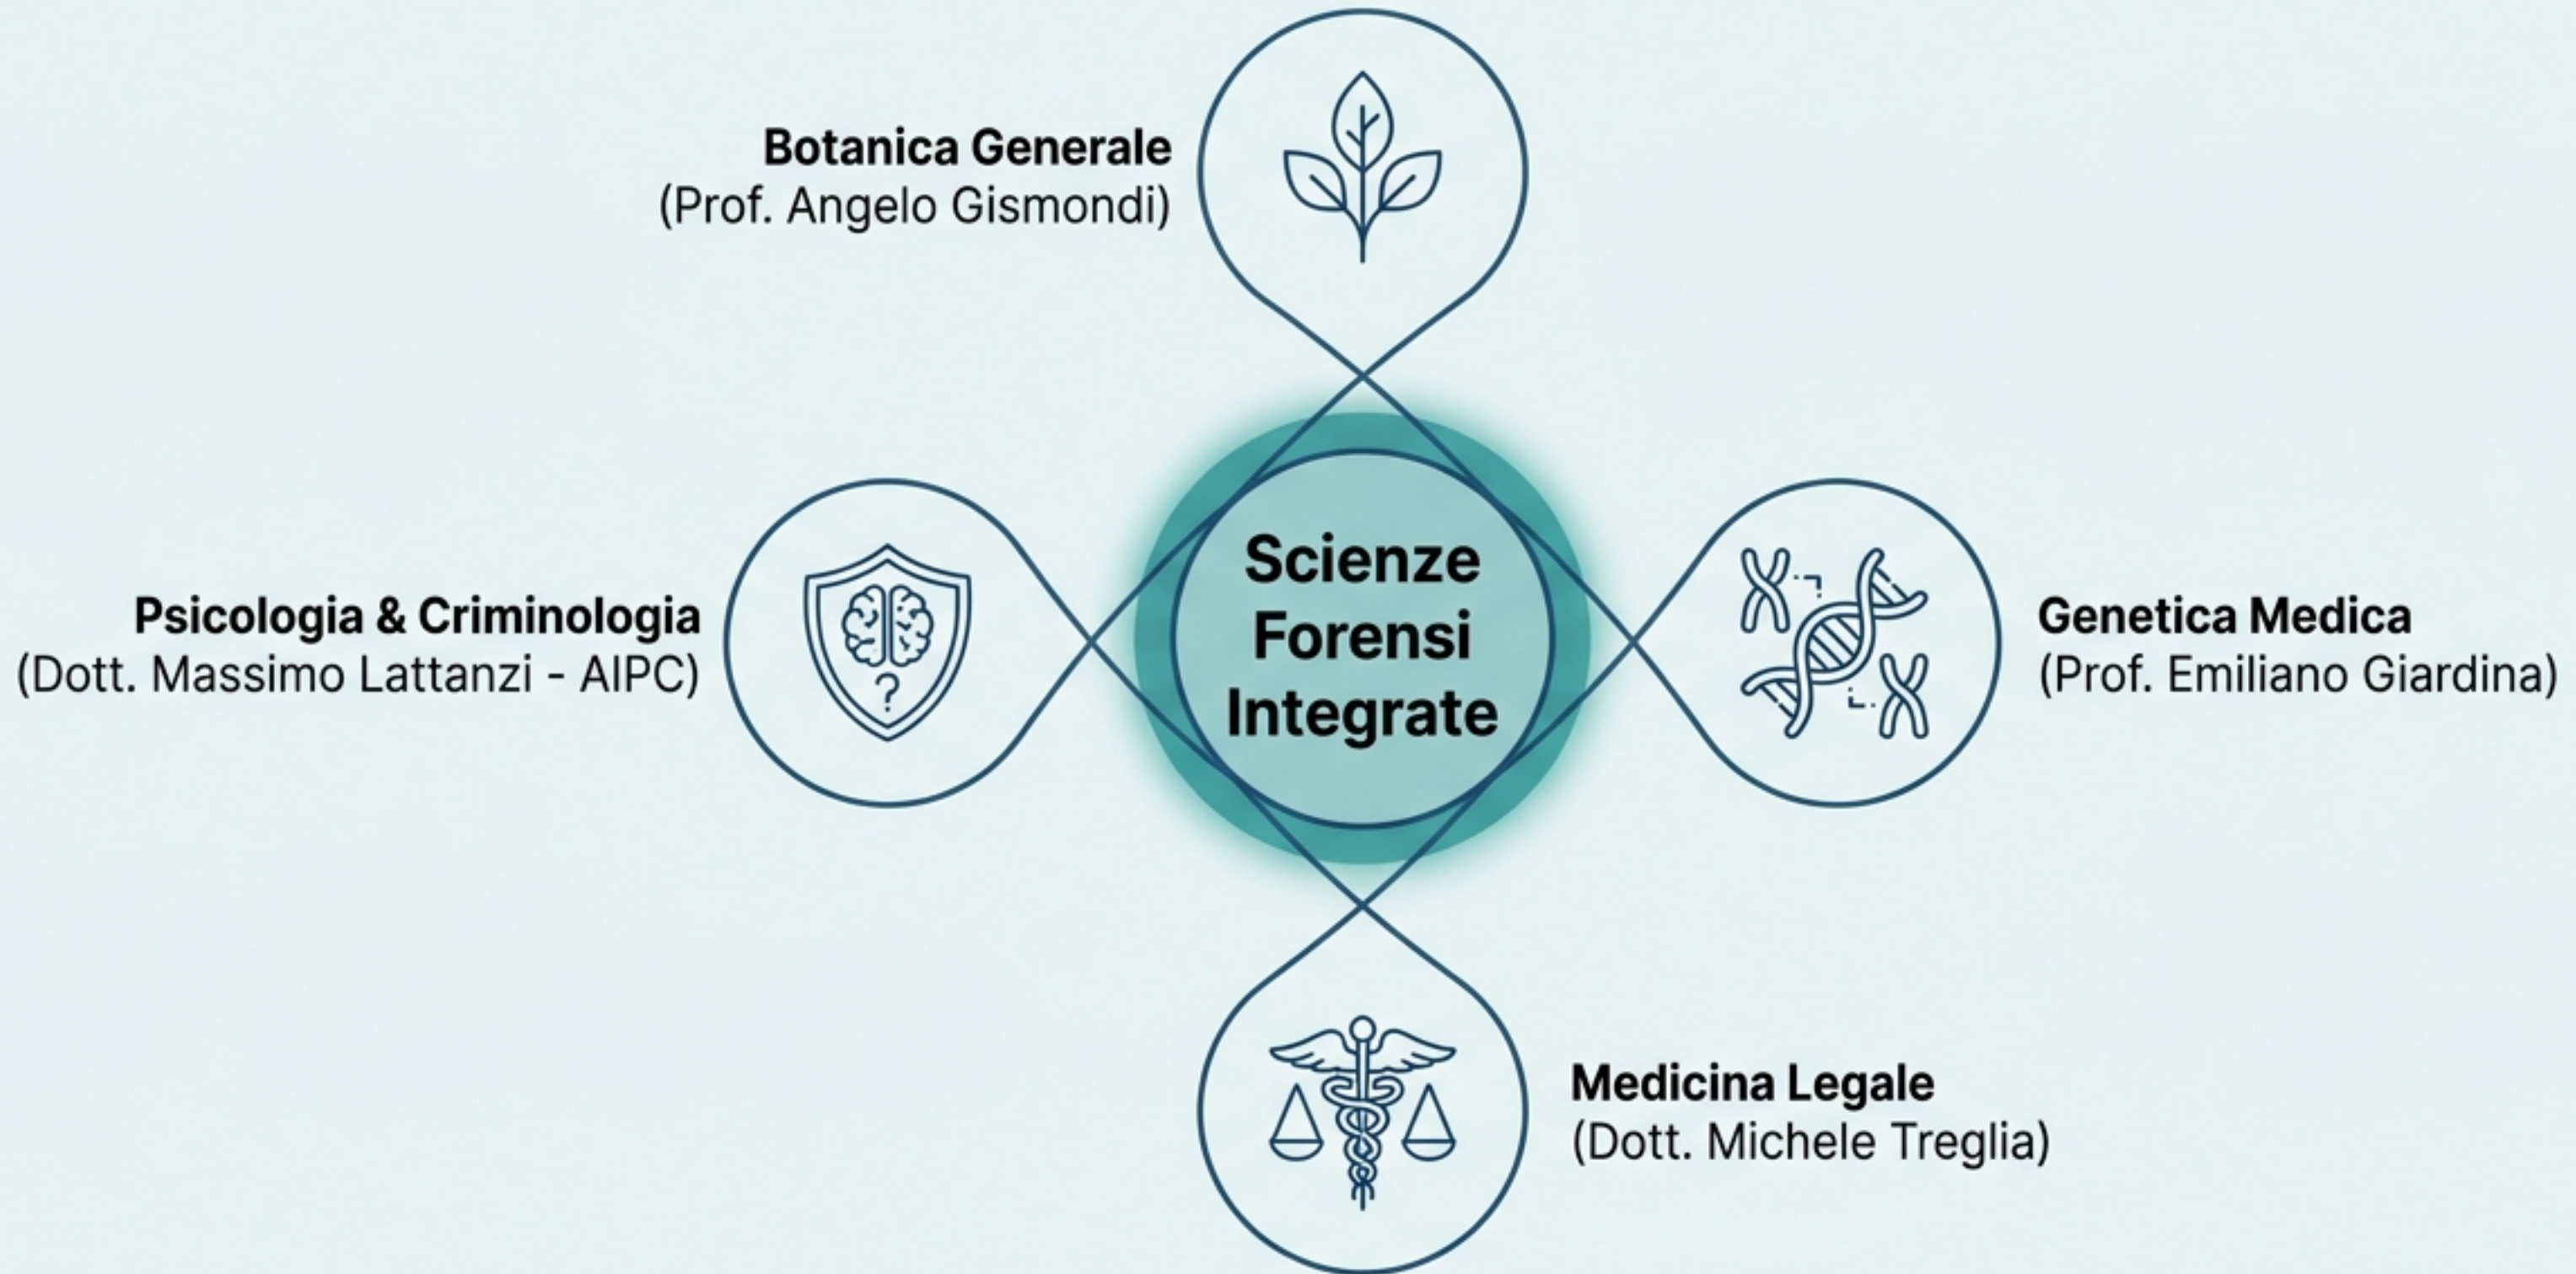 Botanica Generale
(Prof. Angelo Gismondi)
Psicologia & Criminologia
(Dott. Massimo Lattanzi - AIPC)
?
Scienze
Forensi
Integrate
Genetica Medica
(Prof. Emiliano Giardina)
Medicina Legale
(Dott. Michele Treglia)